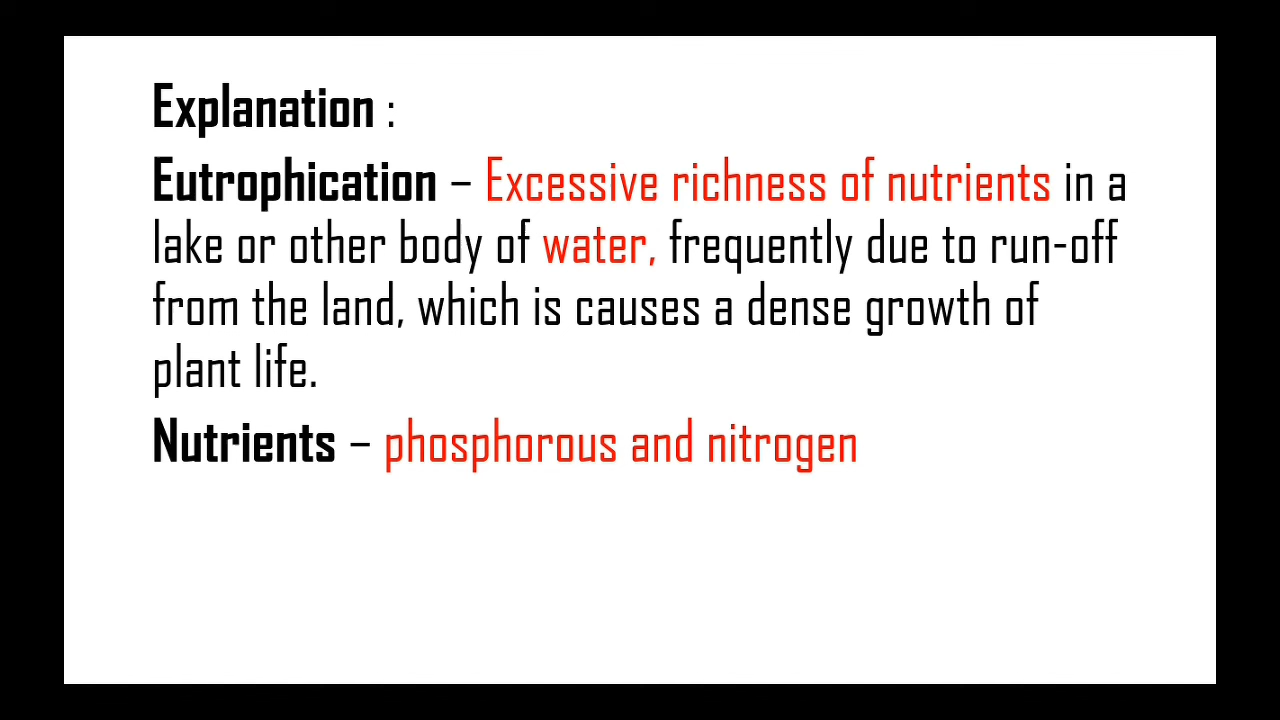 Explanation :
Eutrophication – Excessive richness of nutrients in a
lake or other body of water, frequently due to run-off
from the land, which is causes a dense growth of
plant life.
Nutrients – phosphorous and nitrogen